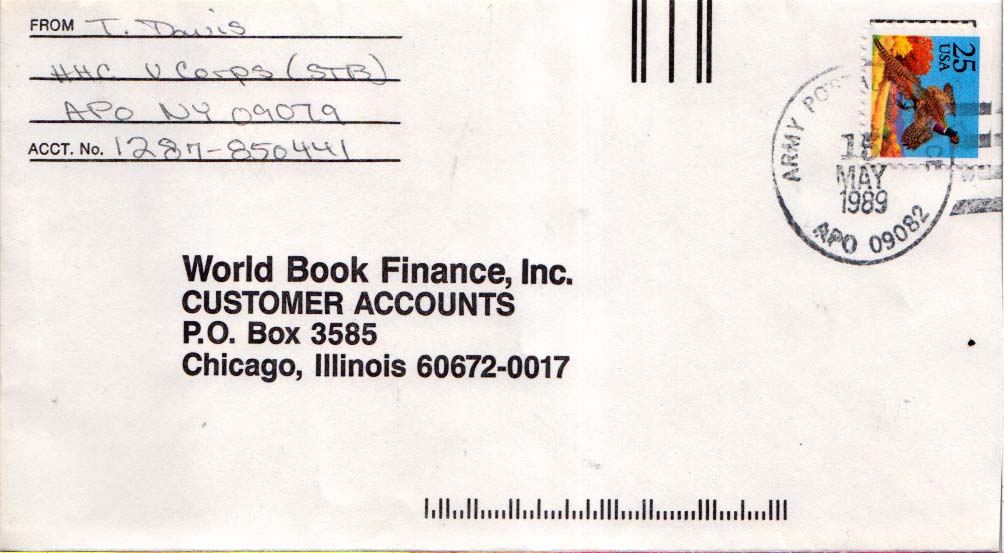 FROM T. Davis
HHC V Corps (STB)
APO NY 09079
ACCT. No. 1287-850441
25
USA
ARMY POSTAL
MAY
1989
APO 09082
World Book Finance, Inc.
CUSTOMER ACCOUNTS
P.O. Box 3585
Chicago, Illinois 60672-0017